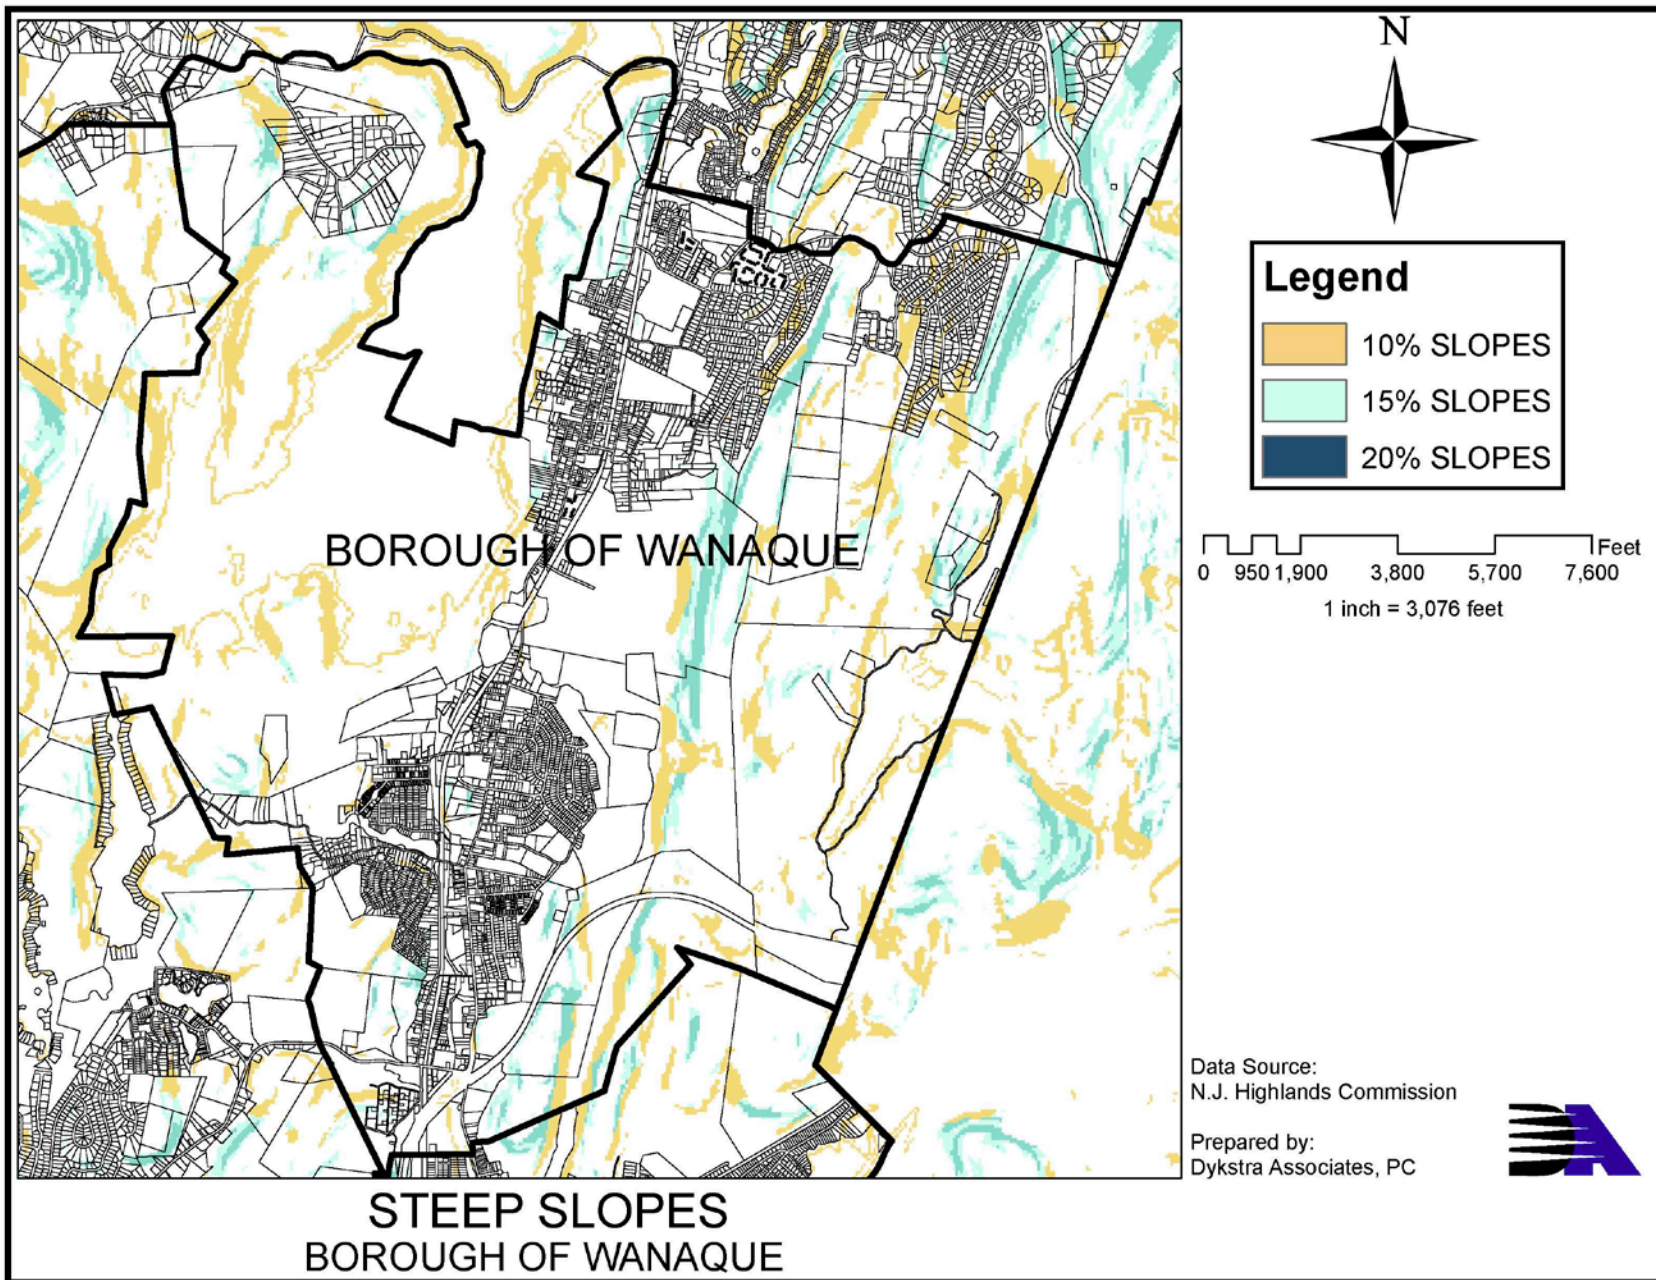 N
Legend
10% SLOPES
15% SLOPES
20% SLOPES
BOROUGH OF WANAQUE
Feet
0 950 1,900 3,800 5,700 7,600
1 inch = 3,076 feet
Data Source:
N.J. Highlands Commission
Prepared by:
Dykstra Associates, PC
DA
STEEP SLOPES
BOROUGH OF WANAQUE